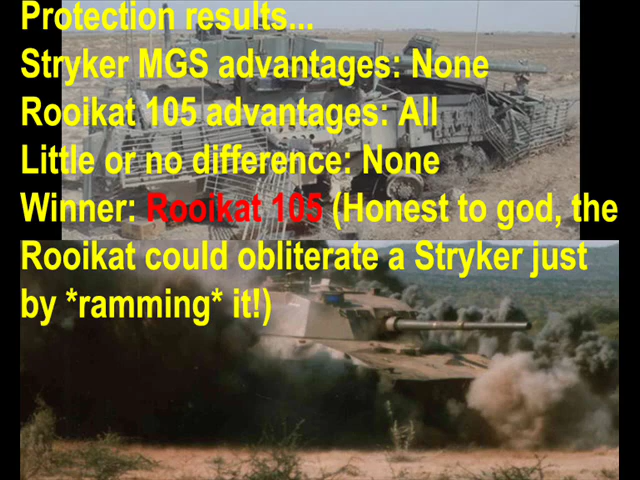 Protection results...
Stryker MGS advantages: None
Rooikat 105 advantages: All
Little or no difference: None
Winner: Rooikat 105 (Honest to god, the
Rooikat could obliterate a Stryker just
by *ramming* it!)